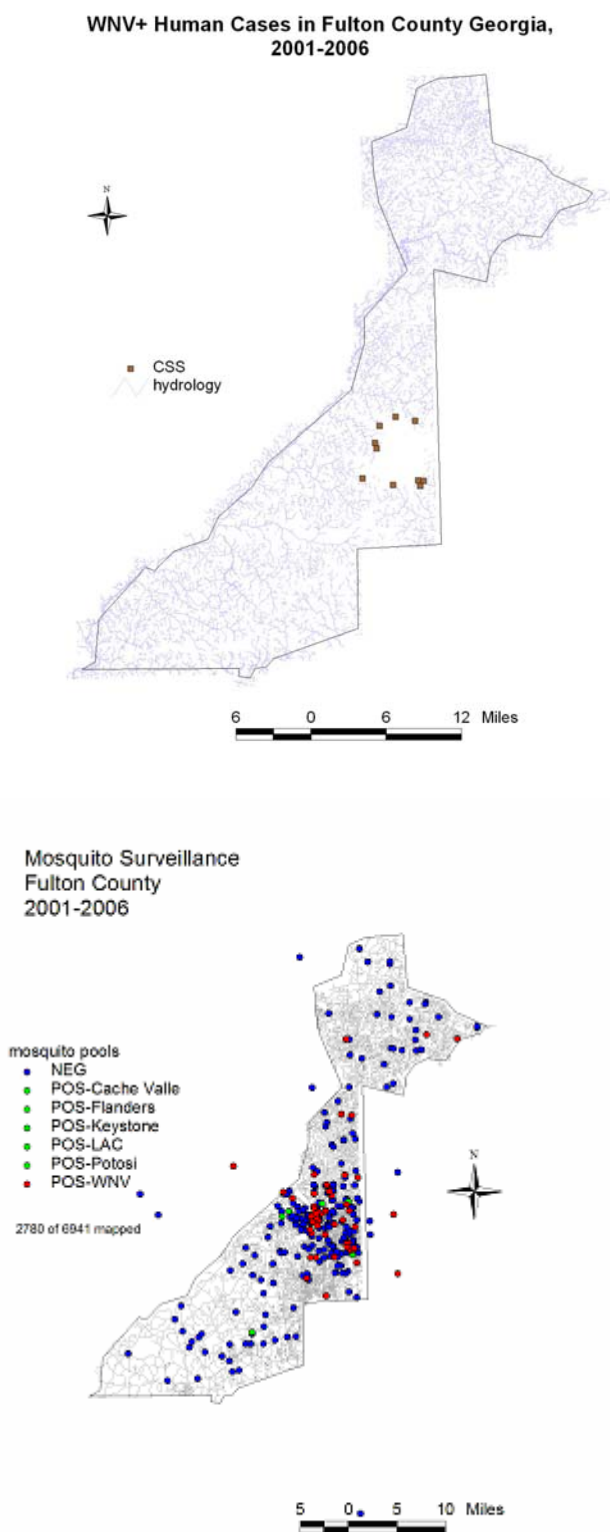 WNV+ Human Cases in Fulton County Georgia,
2001-2006
N
CSS
hydrology
6 0 6 12 Miles
Mosquito Surveillance
Fulton County
2001-2006
mosquito pools
NEG
POS-Cache Valle
POS-Flanders
POS-Keystone
POS-LAC
POS-Potosi
POS-WNV
N
2780 of 6941 mapped
5 0 5 10 Miles